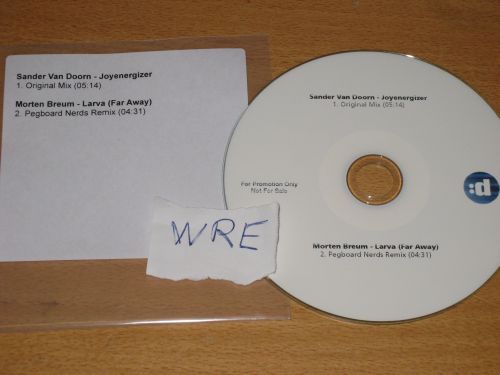 Sander Van Doorn - Joyenergizer
1. Original Mix (05:14)
Morten Breum - Larva (Far Away)
2. Pegboard Nerds Remix (04:31)
Sander Van Doorn - Joyenergizer
1. Original Mix (05:14)
For Promotion Only
Not For Sale
d:
Morten Breum - Larva (Far Away)
2. Pegboard Nerds Remix (04:31)
WRE